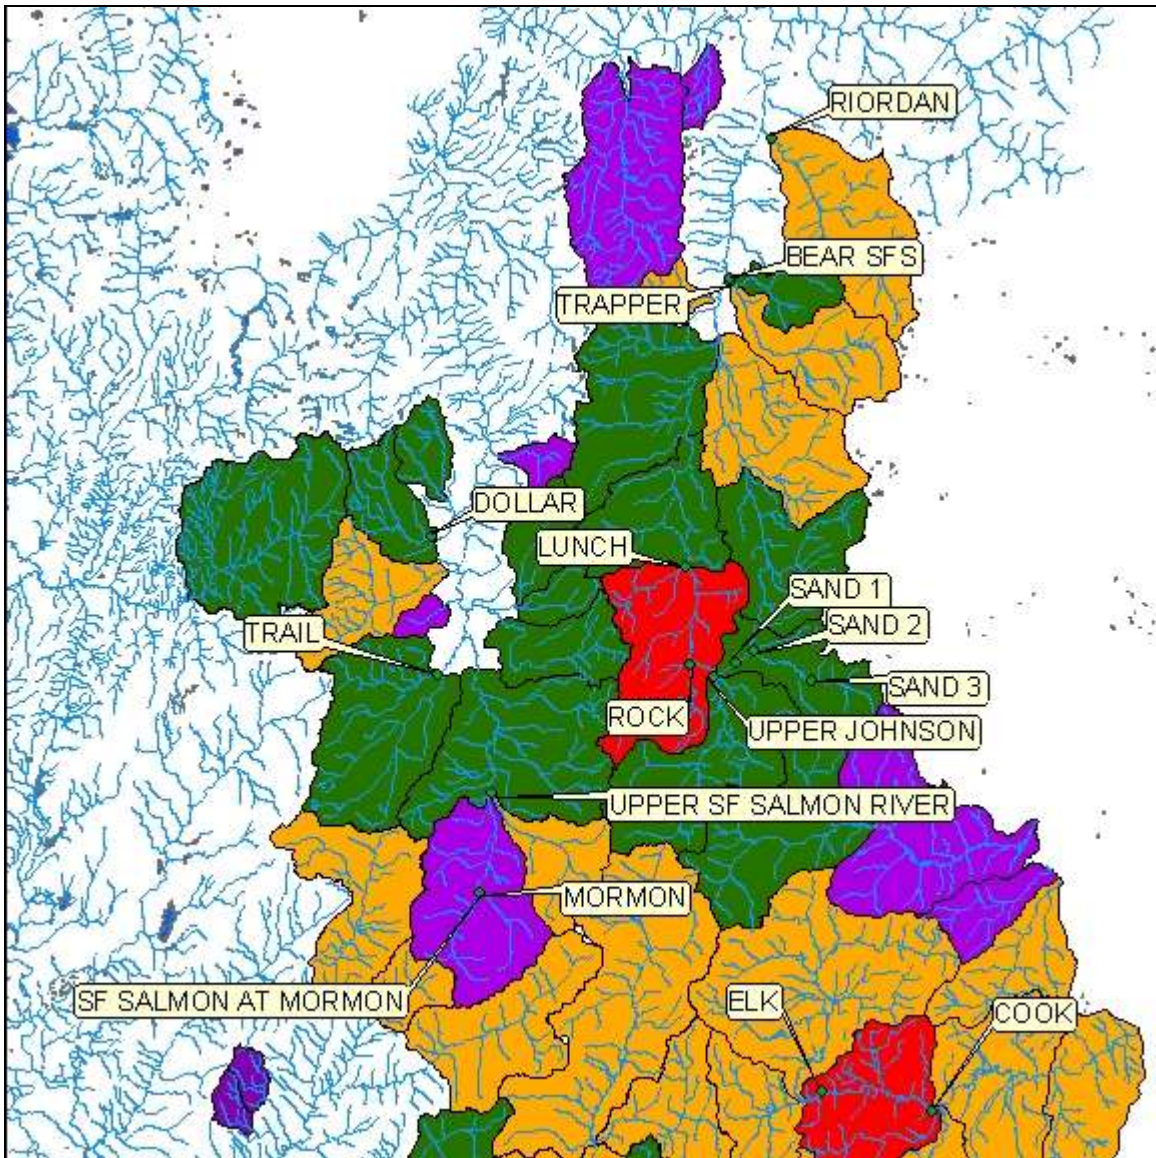 RIORDAN
BEAR SFS
TRAPPER
DOLLAR
LUNCH
SAND 1
SAND 2
TRAIL
SAND 3
ROCK
UPPER JOHNSON
UPPER SF SALMON RIVER
MORMON
SF SALMON AT MORMON
ELK
COOK